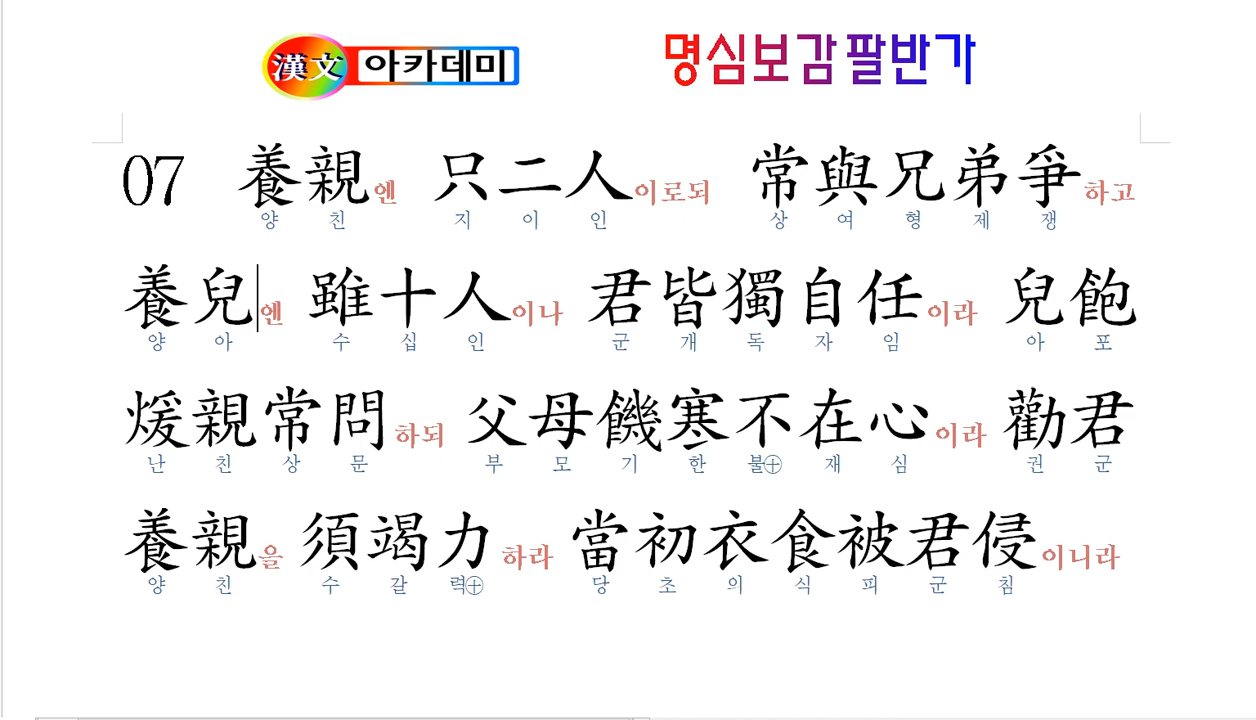 漢文 아카데미 명심보감 팔반가
07 養親엔 只二人이로되 常與兄弟爭하고
양 친 지 이 인 상 여 형 제 쟁
養兒엔 雖十人이나 君皆獨自任이라 兒飽
양 아 수 십 인 군 개 독 자 임 아 포
煖親常問하되 父母饑寒不在心이라 勸君
난 친 상 문 부 모 기 한 불㊉ 재 심 권 군
養親을 須竭力하라 當初衣食被君侵이니라
양 친 수 갈 력㊉ 당 초 의 식 피 군 침